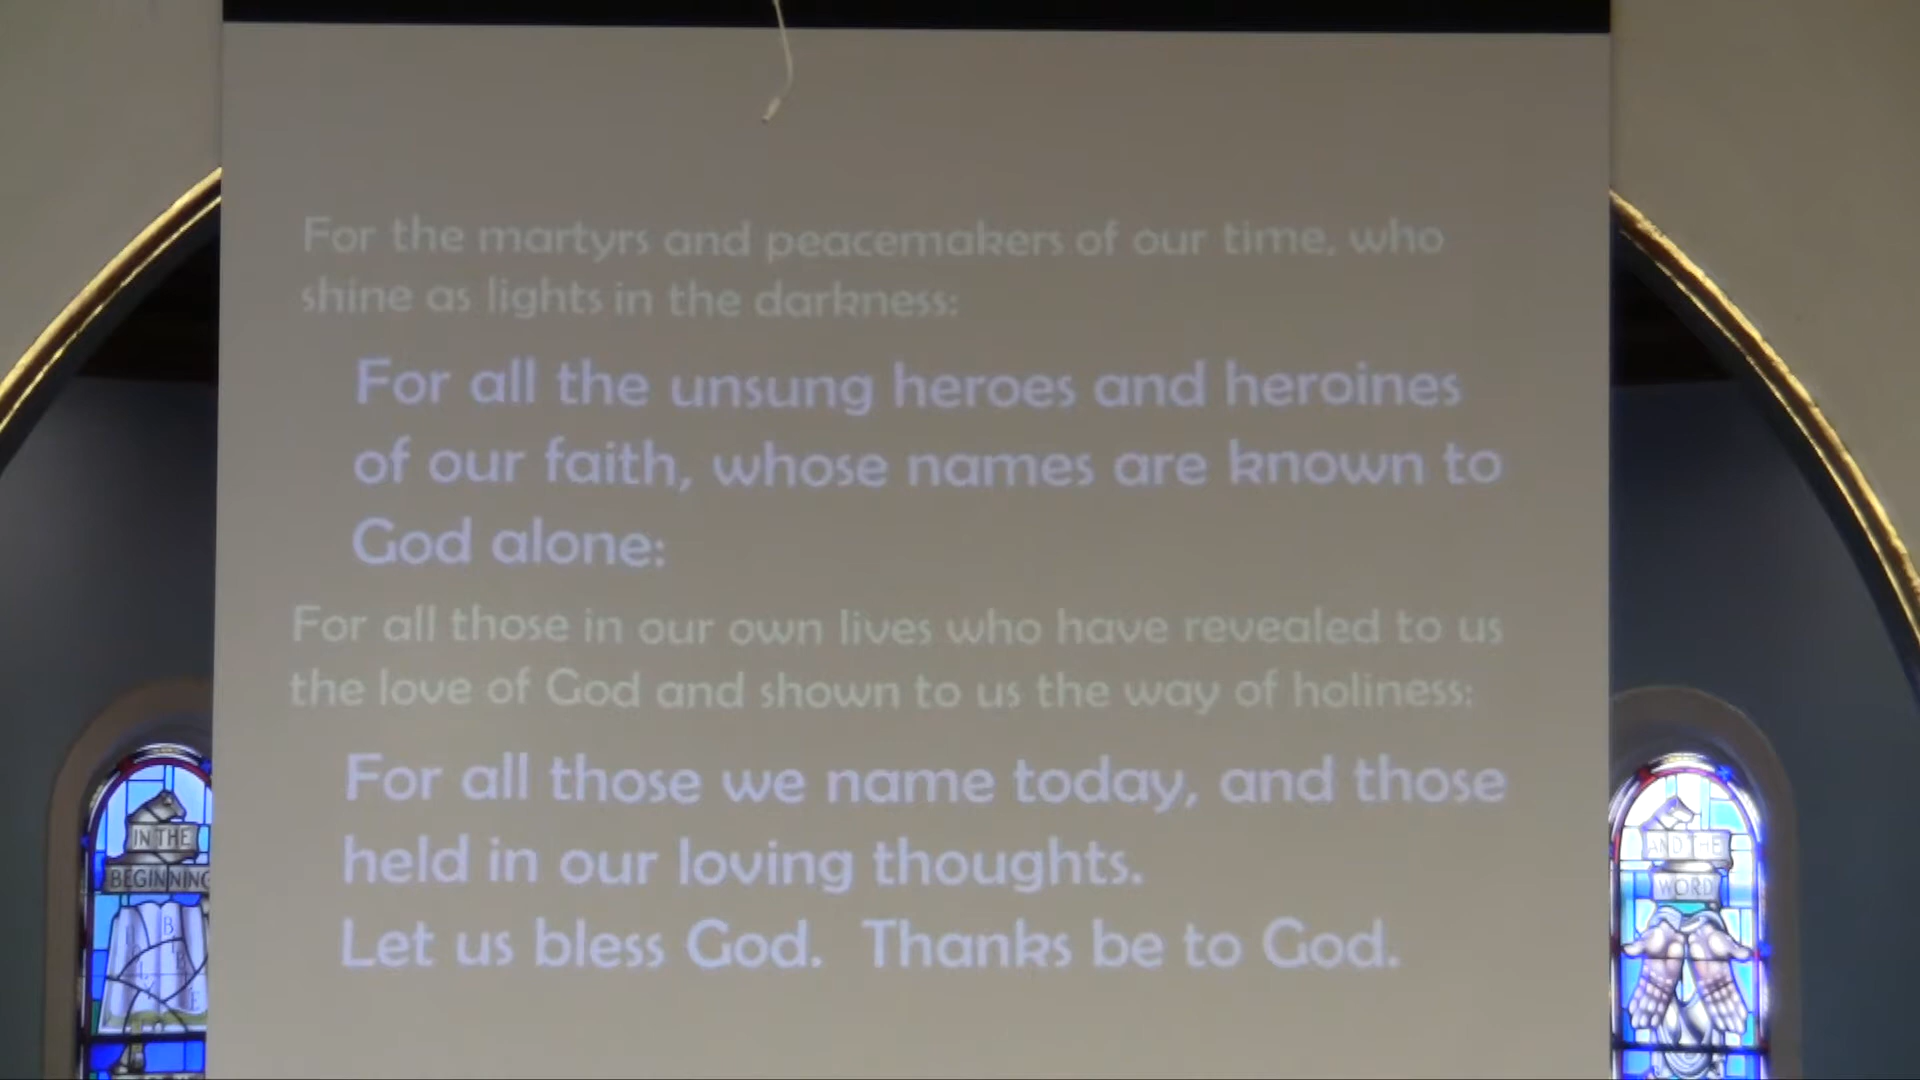 For the martyrs and peacemakers of our time, who
shine as lights in the darkness:
For all the unsung heroes and heroines
of our faith, whose names are known to
God alone:
For all those in our own lives who have revealed to us
the love of God and shown to us the way of holiness:
For all those we name today, and those
held in our loving thoughts.
Let us bless God.  Thanks be to God.
IN THE
BEGINNING
B
I
B
L
Y
E
AND THE
WORD